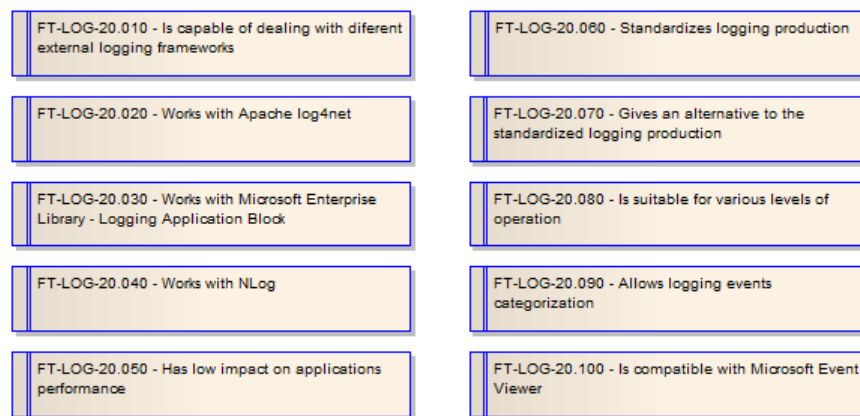 FT-LOG-20.010 - Is capable of dealing with diferent
external logging frameworks
FT-LOG-20.020 - Works with Apache log4net
FT-LOG-20.030 - Works with Microsoft Enterprise
Library - Logging Application Block
FT-LOG-20.040 - Works with NLog
FT-LOG-20.050 - Has low impact on applications
performance
FT-LOG-20.060 - Standardizes logging production
FT-LOG-20.070 - Gives an alternative to the
standardized logging production
FT-LOG-20.080 - Is suitable for various levels of
operation
FT-LOG-20.090 - Allows logging events
categorization
FT-LOG-20.100 - Is compatible with Microsoft Event
Viewer